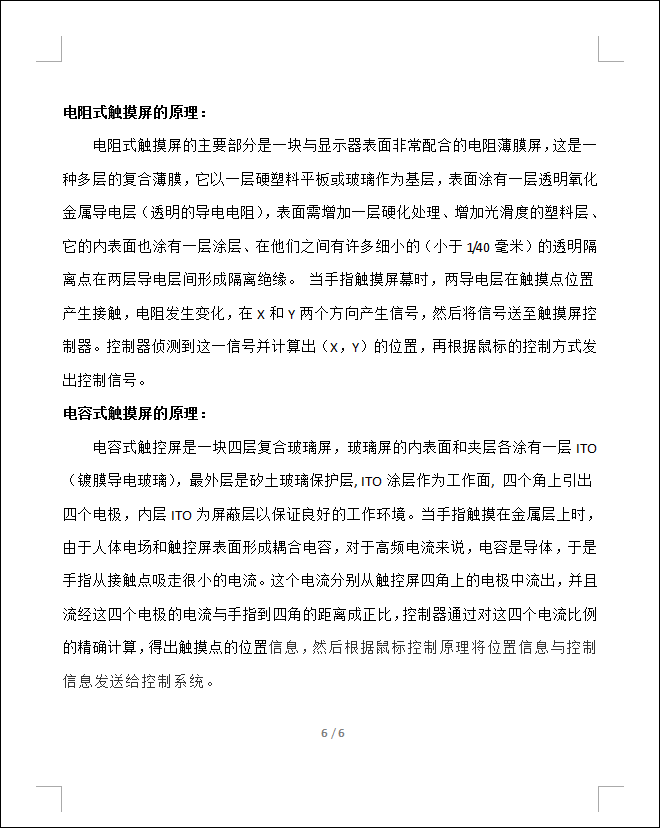 电阻式触摸屏的原理：
电阻式触摸屏的主要部分是一块与显示器表面非常配合的电阻薄膜屏，这是一
种多层的复合薄膜，它以一层硬塑料平板或玻璃作为基层，表面涂有一层透明氧化
金属导电层（透明的导电电阻），表面需增加一层硬化处理、增加光滑度的塑料层、
它的内表面也涂有一层涂层、在他们之间有许多细小的（小于 1/40 毫米）的透明隔
离点在两层导电层间形成隔离绝缘。 当手指触摸屏幕时，两导电层在触摸点位置
产生接触，电阻发生变化，在 X 和 Y 两个方向产生信号，然后将信号送至触摸屏控
制器。控制器侦测到这一信号并计算出（X，Y）的位置，再根据鼠标的控制方式发
出控制信号。
电容式触摸屏的原理：
电容式触控屏是一块四层复合玻璃屏，玻璃屏的内表面和夹层各涂有一层 ITO
（镀膜导电玻璃），最外层是矽土玻璃保护层, ITO 涂层作为工作面, 四个角上引出
四个电极，内层 ITO 为屏蔽层以保证良好的工作环境。当手指触摸在金属层上时，
由于人体电场和触控屏表面形成耦合电容，对于高频电流来说，电容是导体，于是
手指从接触点吸走很小的电流。这个电流分别从触控屏四角上的电极中流出，并且
流经这四个电极的电流与手指到四角的距离成正比，控制器通过对这四个电流比例
的精确计算，得出触摸点的位置信息，然后根据鼠标控制原理将位置信息与控制
信息发送给控制系统。
6 / 6